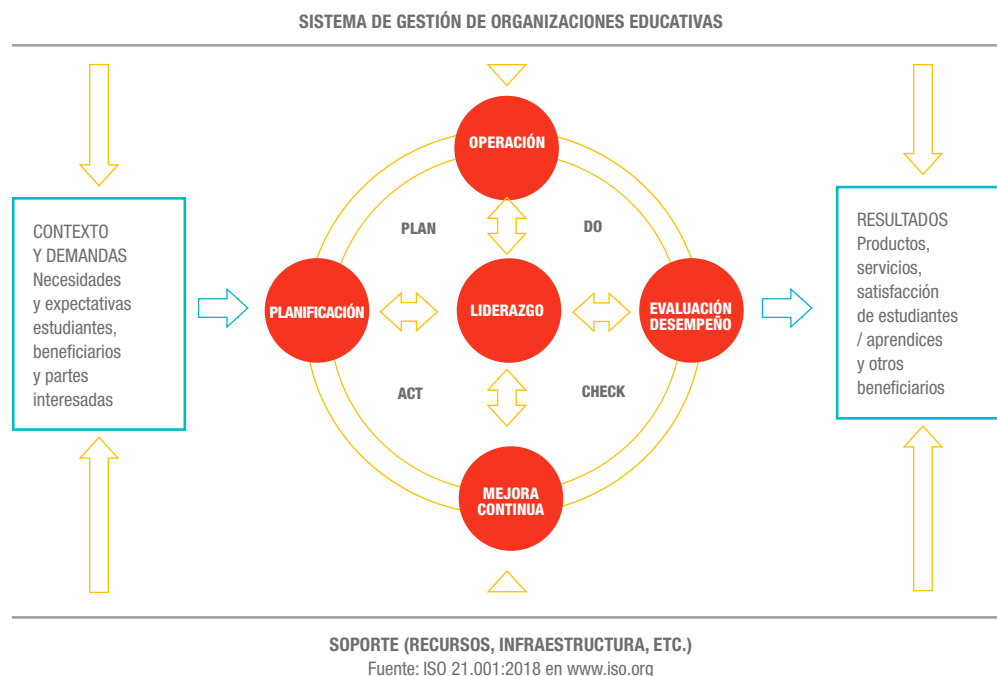 SISTEMA DE GESTIÓN DE ORGANIZACIONES EDUCATIVAS
OPERACIÓN
PLAN
DO
CONTEXTO
Y DEMANDAS
Necesidades
y expectativas
estudiantes,
beneficiarios
y partes
interesadas
PLANIFICACIÓN
LIDERAZGO
EVALUACIÓN
DESEMPEÑO
RESULTADOS
Productos,
servicios,
satisfacción
de estudiantes
/ aprendices
y otros
beneficiarios
ACT
CHECK
MEJORA
CONTINUA
SOPORTE (RECURSOS, INFRAESTRUCTURA, ETC.)
Fuente: ISO 21.001:2018 en www.iso.org